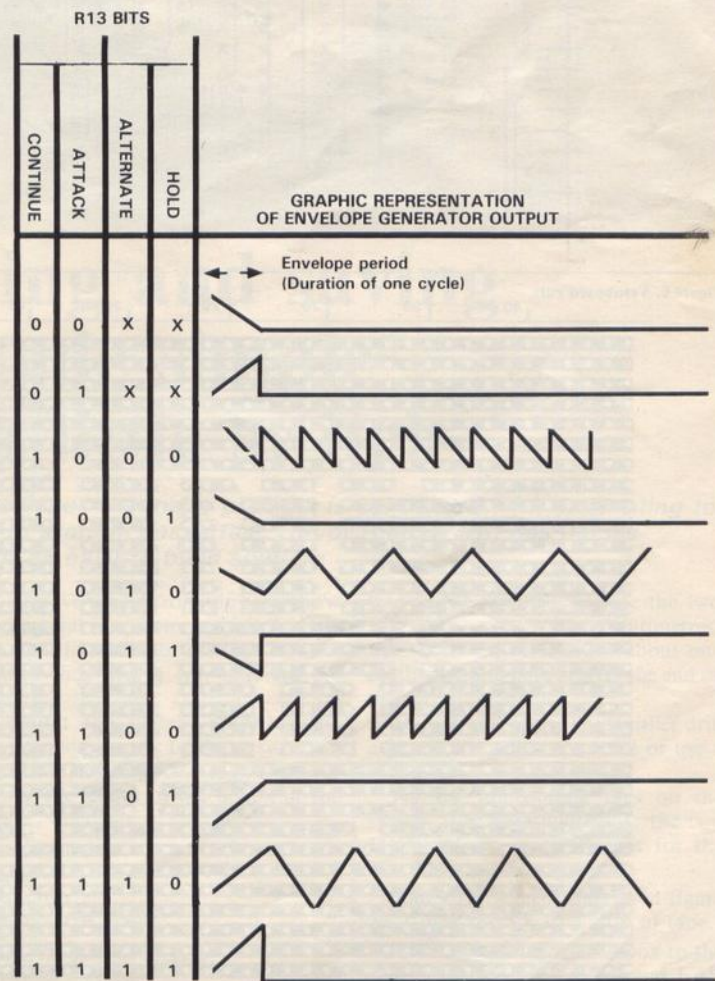 R13 BITS
CONTINUE
ATTACK
ALTERNATE
HOLD
GRAPHIC REPRESENTATION
OF ENVELOPE GENERATOR OUTPUT
Envelope period
(Duration of one cycle)
0 0 X X
0 1 X X
1 0 0 0
1 0 0 1
1 0 1 0
1 0 1 1
1 1 0 0
1 1 0 1
1 1 1 0
1 1 1 1